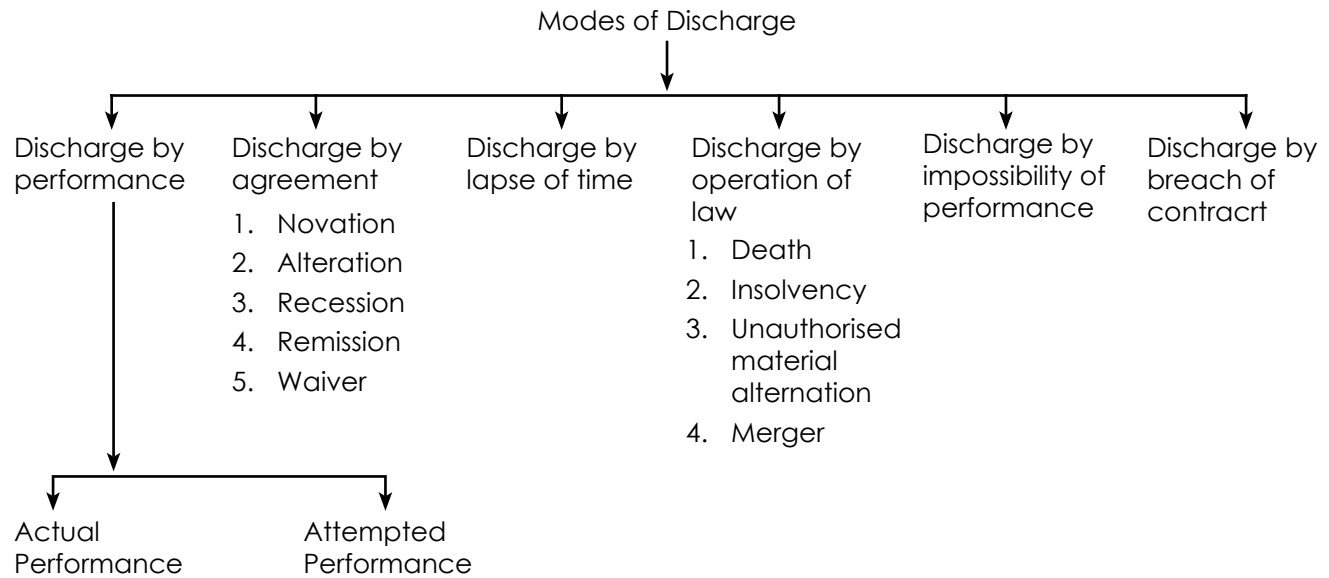 Modes of Discharge
Discharge by
performance
Discharge by
agreement
1. Novation
2. Alteration
3. Recession
4. Remission
5. Waiver
Discharge by
lapse of time
Discharge by
operation of
law
1. Death
2. Insolvency
3. Unauthorised
material
alternation
4. Merger
Discharge by
impossibility of
performance
Discharge by
breach of
contracrt
Actual
Performance
Attempted
Performance